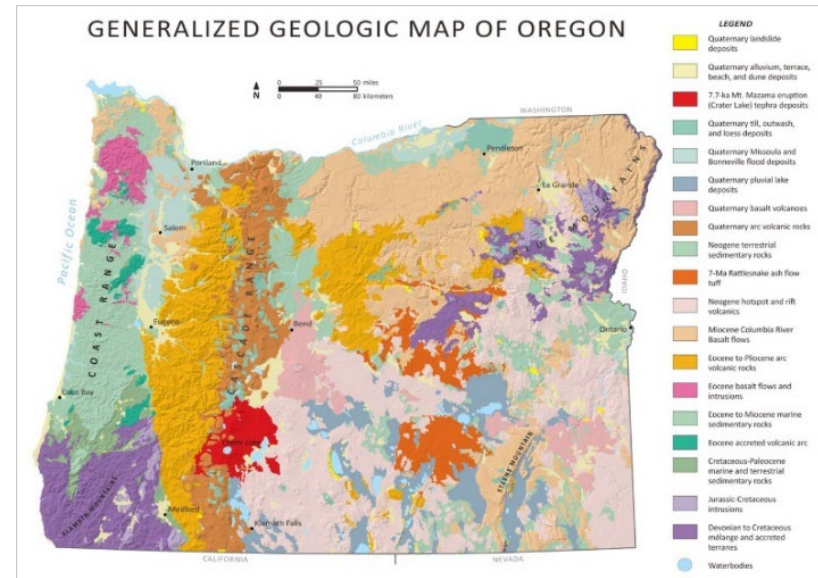 GENERALIZED GEOLOGIC MAP OF OREGON
LEGEND
Quaternary landslide
deposits
Quaternary alluvium, terrace,
beach, and dune deposits
7.7-ka Mt. Mazama eruption
(Crater Lake) tephra deposits
Quaternary till, outwash,
and loess deposits
Quaternary Missoula and
Bonneville flood deposits
Quaternary pluvial lake
deposits
Quaternary basalt volcanoes
Quaternary arc volcanic rocks
Neogene terrestrial
sedimentary rocks
7-Ma Rattlesnake ash flow
tuff
Neogene hotspot and rift
volcanics
Miocene Columbia River
Basalt flows
Eocene to Pliocene arc
volcanic rocks
Eocene basalt flows and
intrusions
Eocene to Miocene marine
sedimentary rocks
Eocene accreted volcanic arc
Cretaceous-Paleocene
marine and terrestrial
sedimentary rocks
Jurassic-Cretaceous
intrusions
Devonian to Cretaceous
mélange and accreted
terranes
Waterbodies
N
0 25 50 miles
0 40 80 kilometers
WASHINGTON
Columbia River
Portland
Pendleton
La Grande
BLUE MOUNTAINS
Pacific Ocean
Salem
COAST RANGE
CASCADE RANGE
IDAHO
Eugene
Bend
Ontario
Coos Bay
Crater Lake
STEENS MOUNTAIN
KLAMATH MOUNTAINS
Medford
Klamath Falls
CALIFORNIA
NEVADA